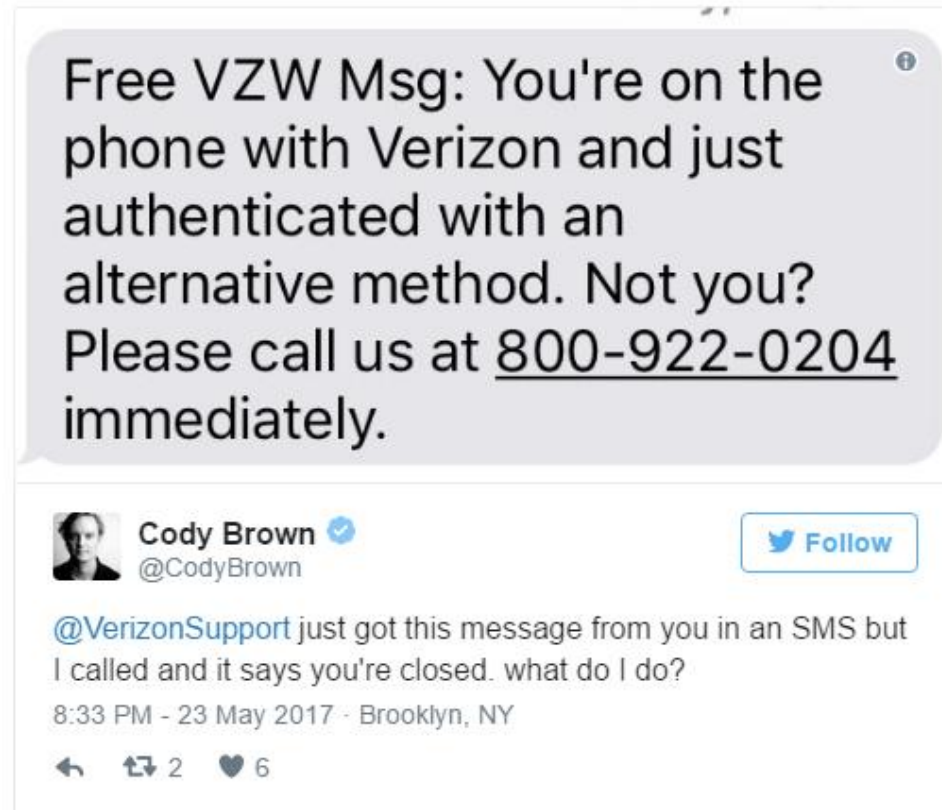 Free VZW Msg: You're on the
phone with Verizon and just
authenticated with an
alternative method. Not you?
Please call us at 800-922-0204
immediately.
Cody Brown
@CodyBrown
Follow
@VerizonSupport just got this message from you in an SMS but
I called and it says you're closed. what do I do?
8:33 PM - 23 May 2017 · Brooklyn, NY
2 6